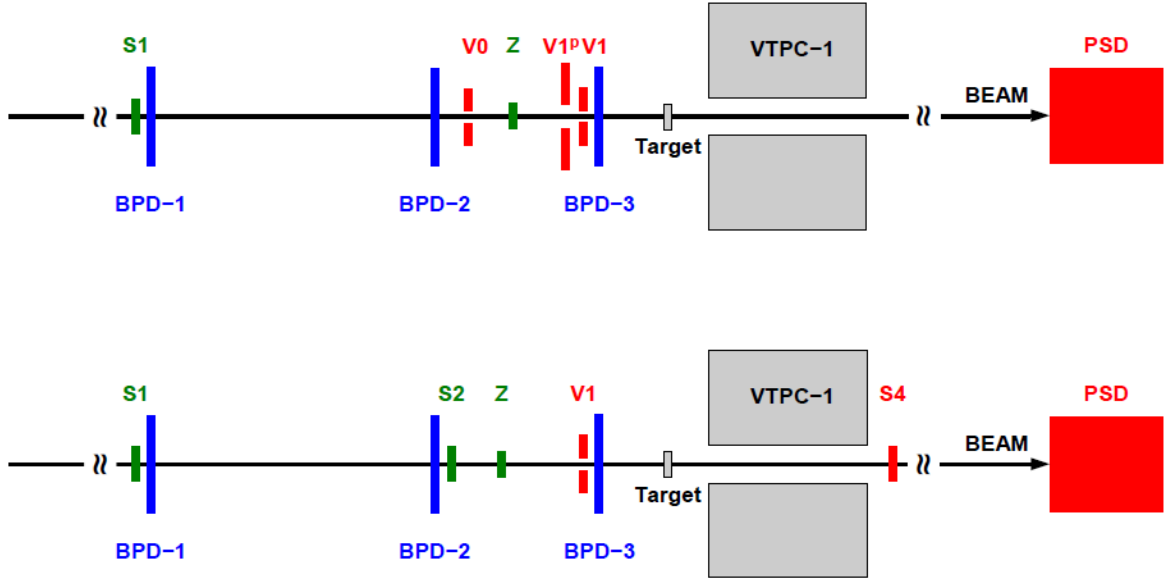 S1 V0 Z V1ᵖ V1 VTPC−1 PSD
BEAM
Target
BPD−1 BPD−2 BPD−3
S1 S2 Z V1 VTPC−1 S4 PSD
BEAM
Target
BPD−1 BPD−2 BPD−3